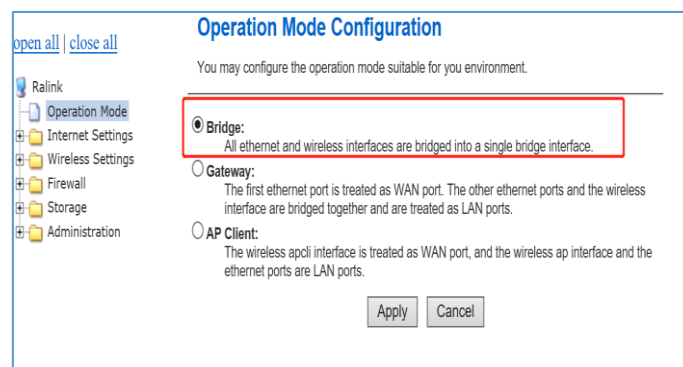 open all | close all
Ralink
Operation Mode
Internet Settings
Wireless Settings
Firewall
Storage
Administration
Operation Mode Configuration
You may configure the operation mode suitable for you environment.
Bridge:
All ethernet and wireless interfaces are bridged into a single bridge interface.
Gateway:
The first ethernet port is treated as WAN port. The other ethernet ports and the wireless
interface are bridged together and are treated as LAN ports.
AP Client:
The wireless apcli interface is treated as WAN port, and the wireless ap interface and the
ethernet ports are LAN ports.
Apply Cancel